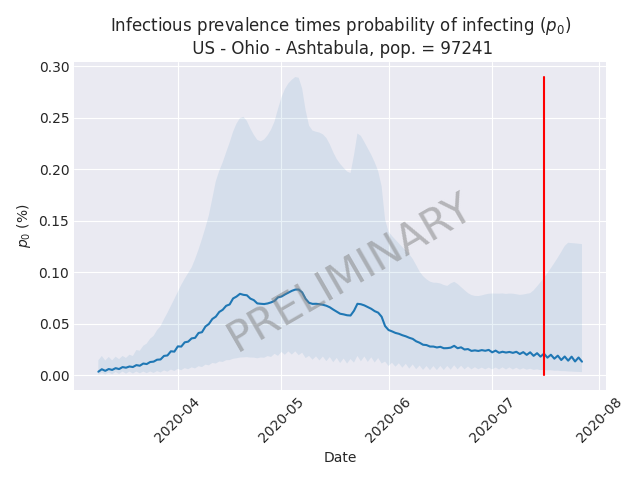 Infectious prevalence times probability of infecting (p₀)
US - Ohio - Ashtabula, pop. = 97241
0.30
0.25
0.20
0.15
0.10
0.05
0.00
p₀ (%)
PRELIMINARY
2020-04
2020-05
2020-06
2020-07
2020-08
Date